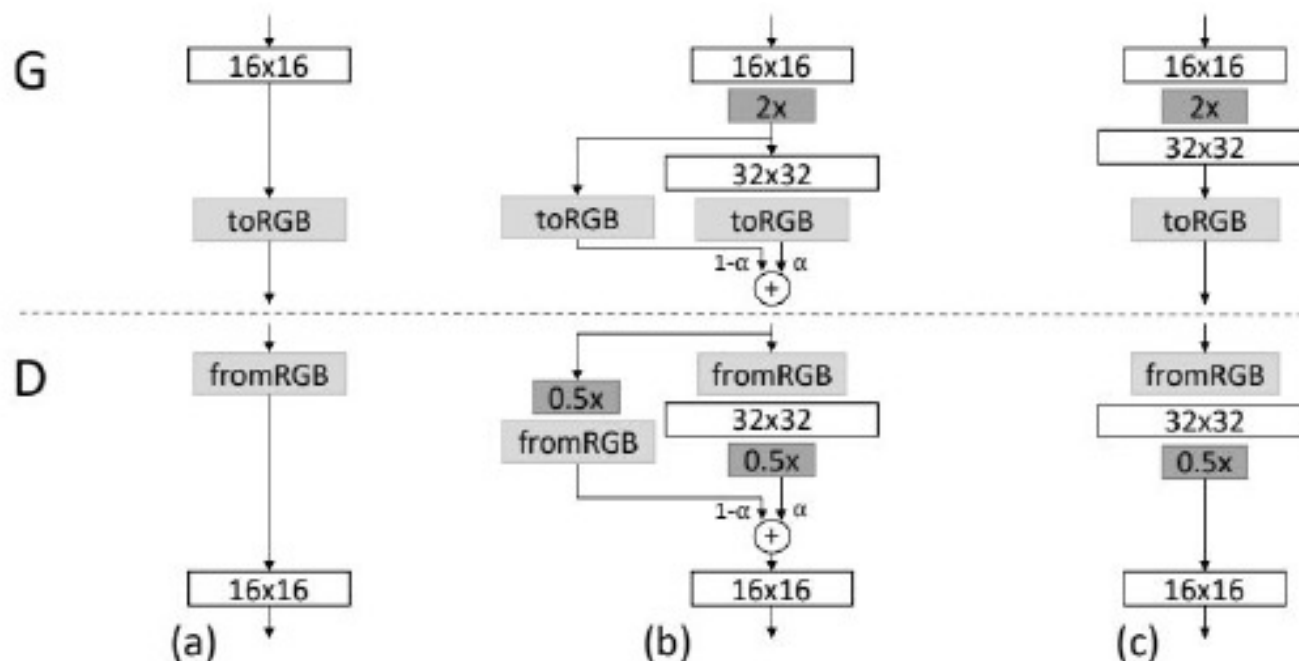 G
16x16
toRGB
16x16
2x
32x32
toRGB
toRGB
1-α
α
+
16x16
2x
32x32
toRGB
D
fromRGB
16x16
0.5x
fromRGB
fromRGB
32x32
0.5x
1-α
α
+
16x16
fromRGB
32x32
0.5x
16x16
(a)
(b)
(c)